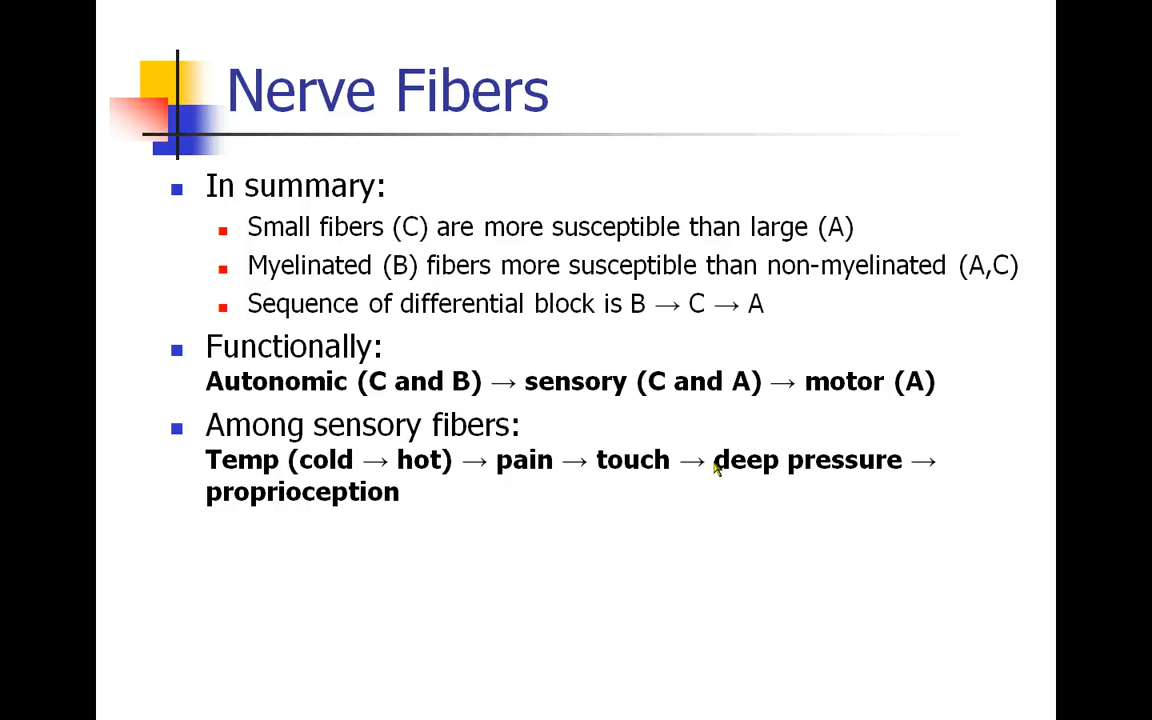 Nerve Fibers
In summary:
Small fibers (C) are more susceptible than large (A)
Myelinated (B) fibers more susceptible than non-myelinated (A,C)
Sequence of differential block is B → C → A
Functionally:
Autonomic (C and B) → sensory (C and A) → motor (A)
Among sensory fibers:
Temp (cold → hot) → pain → touch → deep pressure →
proprioception